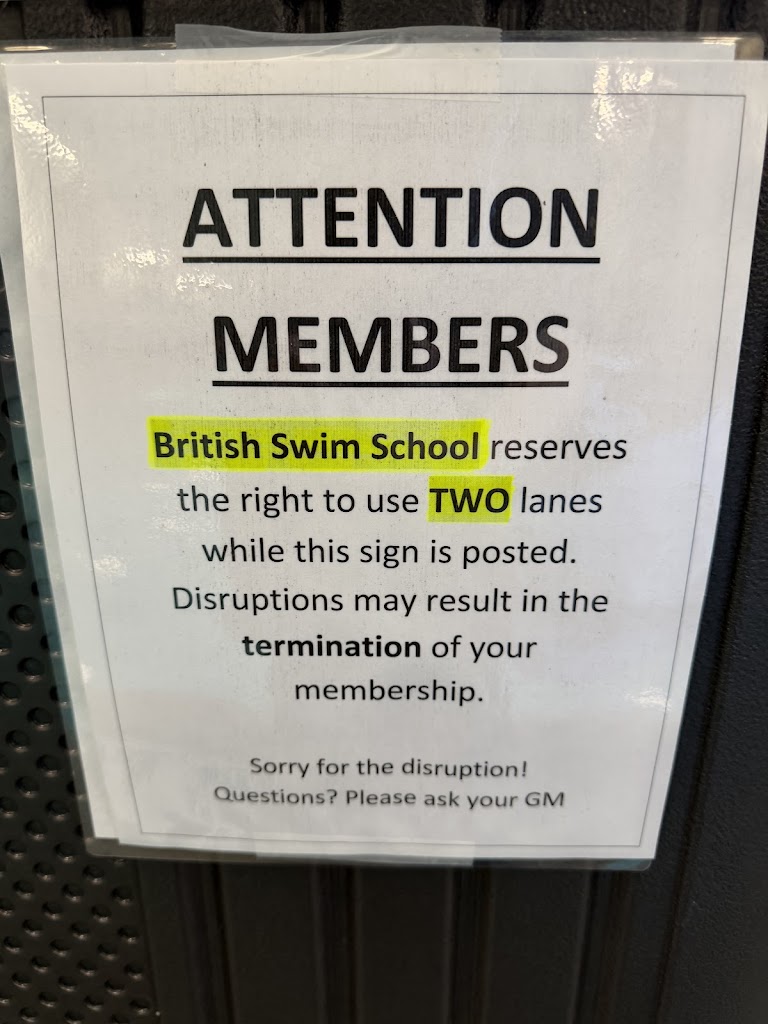 ATTENTION
MEMBERS
British Swim School reserves
the right to use TWO lanes
while this sign is posted.
Disruptions may result in the
termination of your
membership.
Sorry for the disruption!
Questions? Please ask your GM